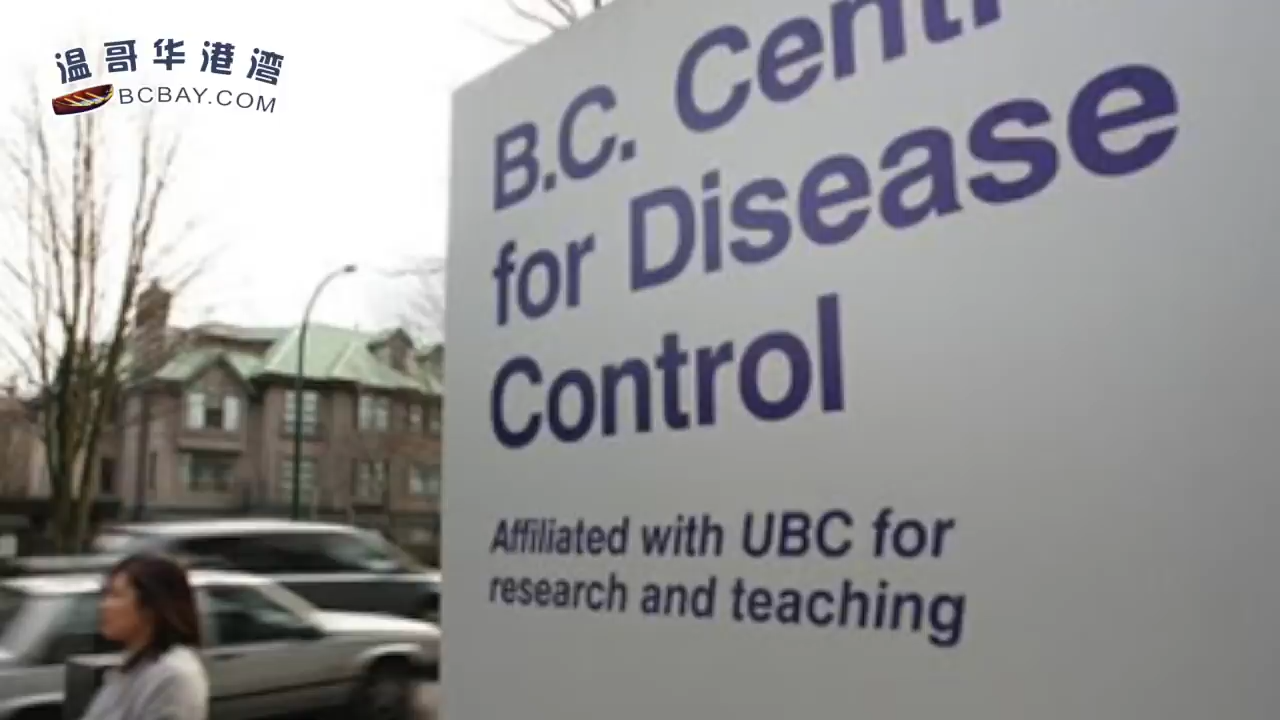 温哥华港湾
BCBAY.COM
B.C.
for Disease
Control
Affiliated with UBC for
research and teaching